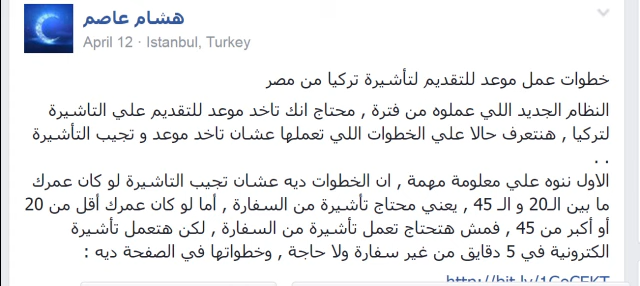 هشام عاصم
April 12 · Istanbul, Turkey
خطوات عمل موعد للتقديم لتأشيرة تركيا من مصر
النظام الجديد اللي عملوه من فترة , محتاج انك تاخد موعد للتقديم علي التاشيرة
لتركيا , هنتعرف حالا علي الخطوات اللي تعملها عشان تاخد موعد و تجيب التأشيرة
. .
الاول ننوه علي معلومة مهمة , ان الخطوات ديه عشان تجيب التاشيرة لو كان عمرك
ما بين الـ20 و الـ 45 , يعني محتاج تأشيرة من السفارة , أما لو كان عمرك أقل من 20
أو أكبر من 45 , فمش هتحتاج تعمل تأشيرة من السفارة , لكن هتعمل تأشيرة
الكترونية في 5 دقايق من غير سفارة ولا حاجة , وخطواتها في الصفحة ديه :